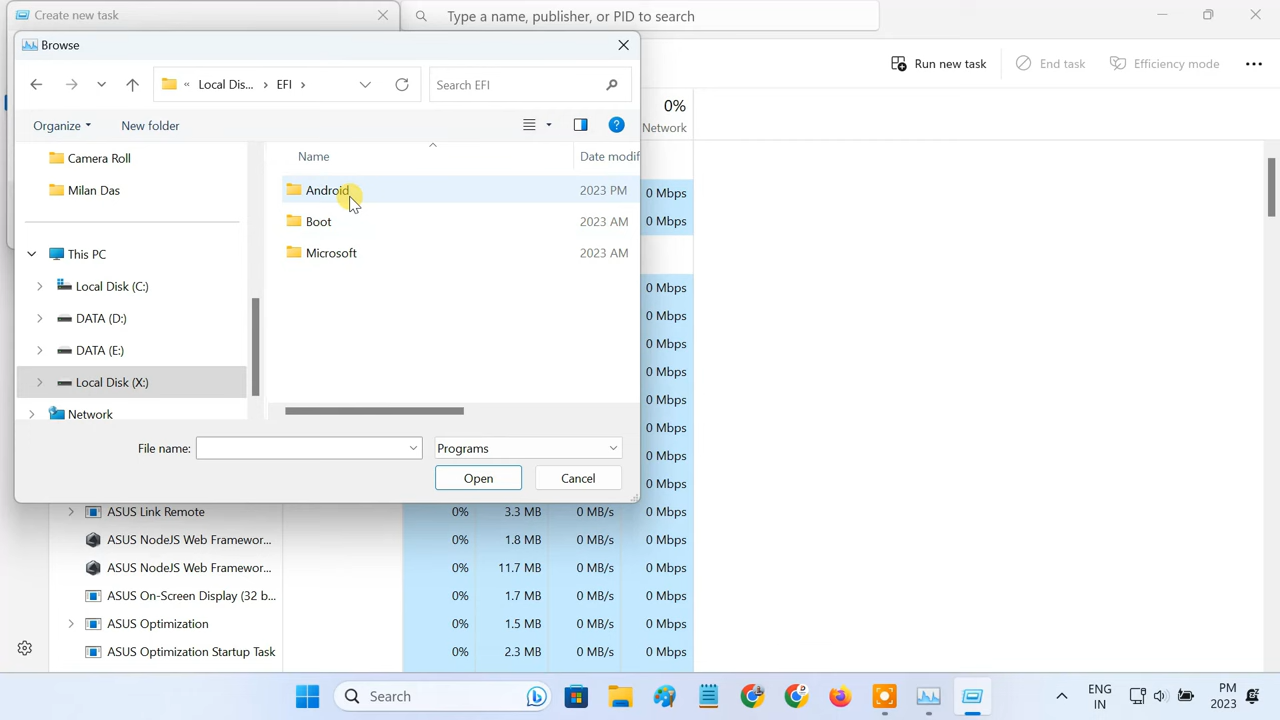 Create new task
Type a name, publisher, or PID to search
Browse
Run new task
End task
Efficiency mode
« Local Dis... › EFI ›
Search EFI
Organize
New folder
0%
Network
Camera Roll
Milan Das
This PC
Local Disk (C:)
DATA (D:)
DATA (E:)
Local Disk (X:)
Network
Name
Date modif
Android 2023 PM
Boot 2023 AM
Microsoft 2023 AM
0 Mbps
0 Mbps
0 Mbps
0 Mbps
0 Mbps
0 Mbps
0 Mbps
0 Mbps
0 Mbps
0 Mbps
File name:
Programs
Open
Cancel
ASUS Link Remote 0% 3.3 MB 0 MB/s 0 Mbps
ASUS NodeJS Web Framewor... 0% 1.8 MB 0 MB/s 0 Mbps
ASUS NodeJS Web Framewor... 0% 11.7 MB 0 MB/s 0 Mbps
ASUS On-Screen Display (32 b... 0% 1.7 MB 0 MB/s 0 Mbps
ASUS Optimization 0% 1.5 MB 0 MB/s 0 Mbps
ASUS Optimization Startup Task 0% 2.3 MB 0 MB/s 0 Mbps
Search
ENG
IN
PM
2023